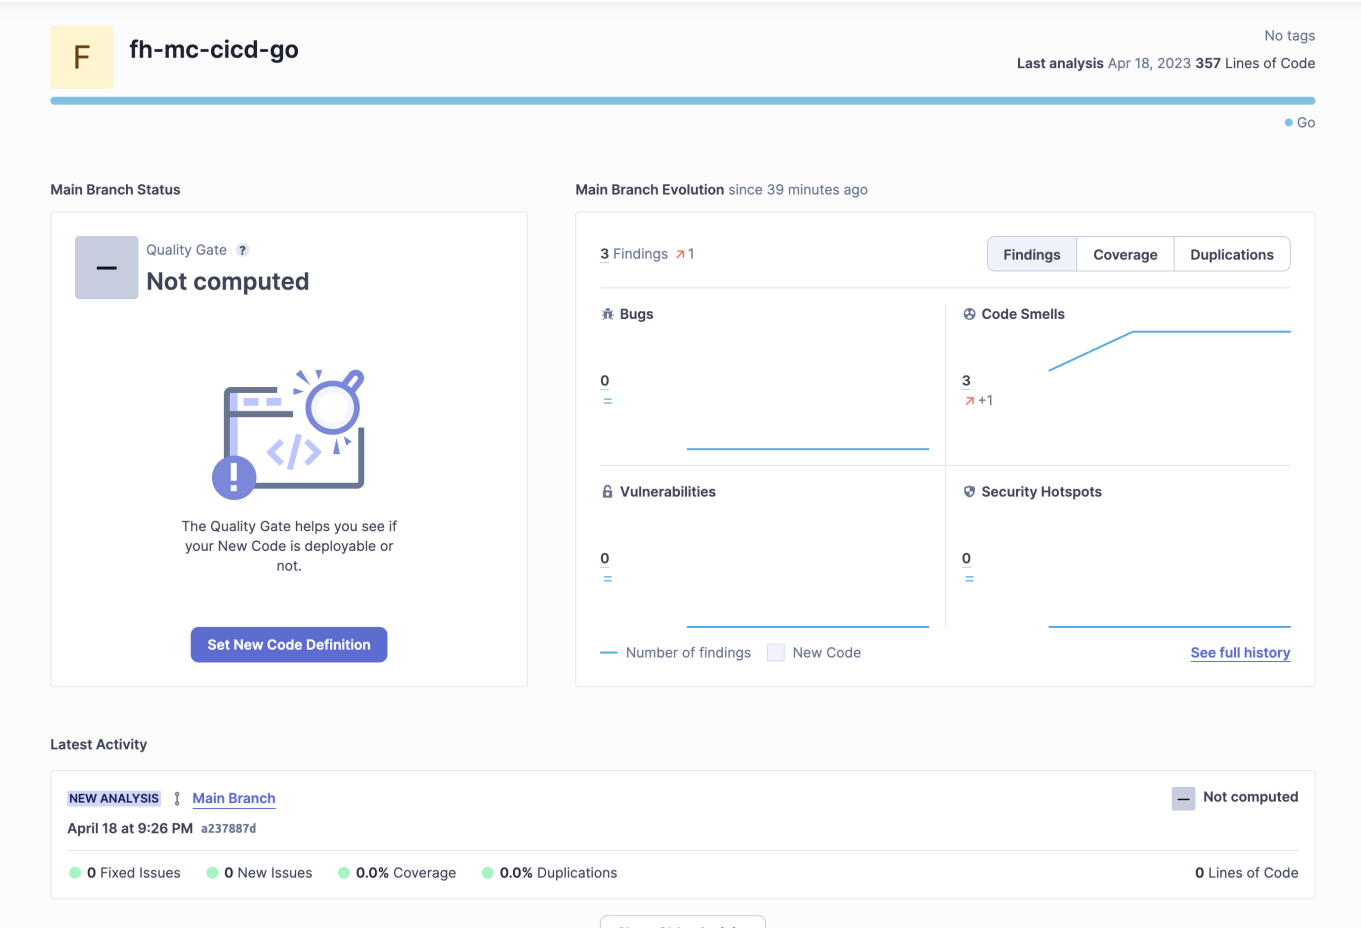 F
fh-mc-cicd-go
No tags
Last analysis Apr 18, 2023 357 Lines of Code
Go
Main Branch Status
Quality Gate ?
Not computed
</>
!
The Quality Gate helps you see if
your New Code is deployable or
not.
Set New Code Definition
Main Branch Evolution since 39 minutes ago
3 Findings 1
Findings
Coverage
Duplications
Bugs
0
=
Code Smells
3
+1
Vulnerabilities
0
=
Security Hotspots
0
=
Number of findings
New Code
See full history
Latest Activity
NEW ANALYSIS Main Branch
Not computed
April 18 at 9:26 PM a237887d
0 Fixed Issues 0 New Issues 0.0% Coverage 0.0% Duplications
0 Lines of Code